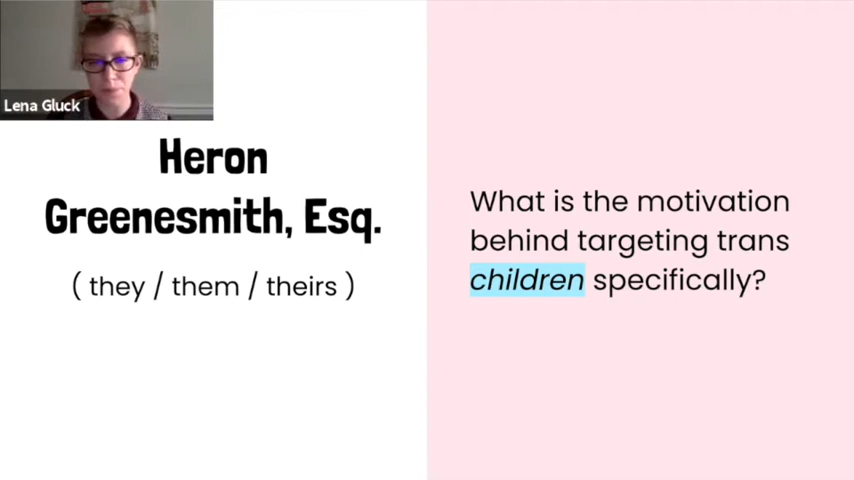 Lena Gluck
Heron
Greenesmith, Esq.
( they / them / theirs )
What is the motivation
behind targeting trans
children specifically?